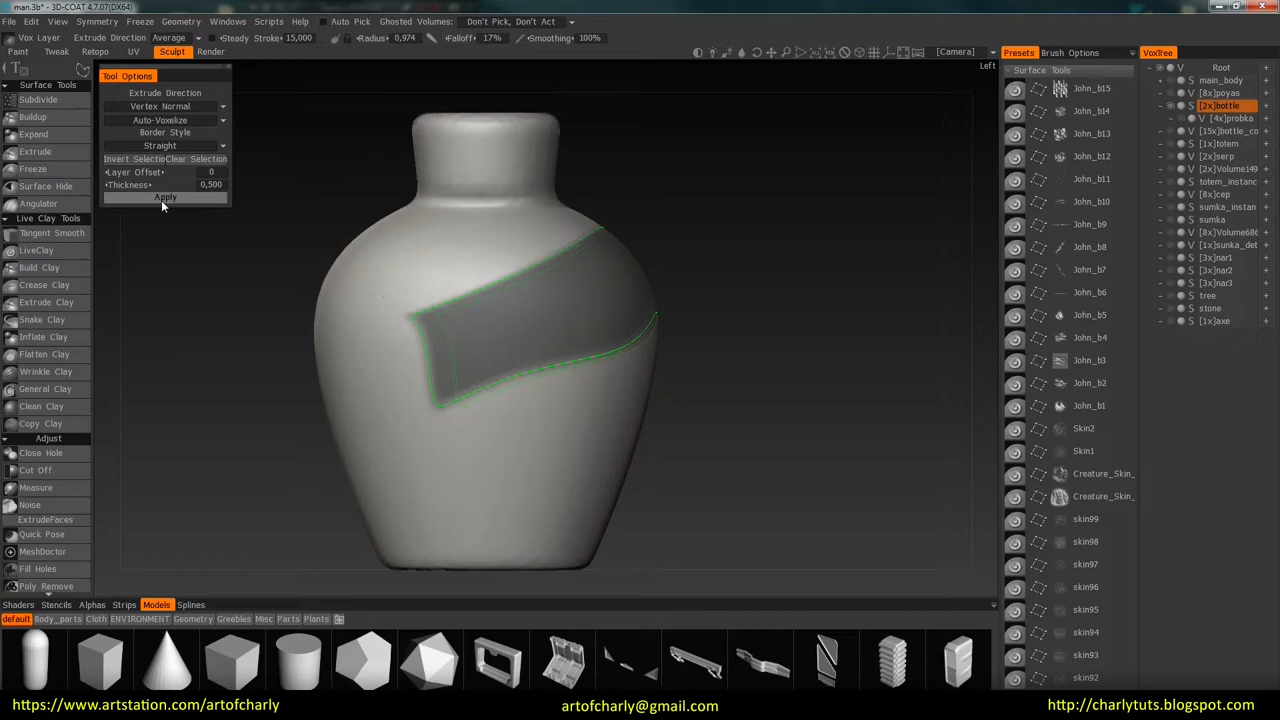 man.3b* - 3D-COAT 4.7.07(DX64)
File Edit View Symmetry Freeze Geometry Windows Scripts Help Auto Pick Ghosted Volumes: Don't Pick, Don't Act
Vox Layer Extrude Direction Average Steady Stroke: 15,000 Radius: 0,974 Falloff: 17% Smoothing: 100%
Paint Tweak Retopo UV Sculpt Render [Camera]
Left
Surface Tools
Subdivide
Buildup
Expand
Extrude
Freeze
Surface Hide
Angulator
Live Clay Tools
Tangent Smooth
LiveClay
Build Clay
Crease Clay
Extrude Clay
Snake Clay
Inflate Clay
Flatten Clay
Wrinkle Clay
General Clay
Clean Clay
Copy Clay
Adjust
Close Hole
Cut Off
Measure
Noise
ExtrudeFaces
Quick Pose
MeshDoctor
Fill Holes
Poly Remove
Tool Options
Extrude Direction
Vertex Normal
Auto-Voxelize
Border Style
Straight
Invert Selectio Clear Selection
Layer Offset 0
Thickness 0,500
Apply
Presets Brush Options
Surface Tools
John_b15
John_b14
John_b13
John_b12
John_b11
John_b10
John_b9
John_b8
John_b7
John_b6
John_b5
John_b4
John_b3
John_b2
John_b1
Skin2
Skin1
Creature_Skin_
Creature_Skin_
skin99
skin98
skin97
skin96
skin95
skin94
skin93
skin92
VoxTree
V Root +
main_body +
V [8x]poyas +
S [2x]bottle +
V [4x]probka +
V [15x]bottle_co +
S [1x]totem +
S [2x]serp +
V [2x]Volume149
S totem_instanc
S [8x]cep +
S sumka_instan
S sumka +
V [8x]Volume686
S [1x]sunka_det
S [3x]nar1 +
S [3x]nar2 +
S [3x]nar3 +
S tree +
S stone +
S [1x]axe +
Shaders Stencils Alphas Strips Models Splines
default Body_parts Cloth ENVIRONMENT Geometry Greebles Misc Parts Plants
https://www.artstation.com/artofcharly artofcharly@gmail.com http://charlytuts.blogspot.com